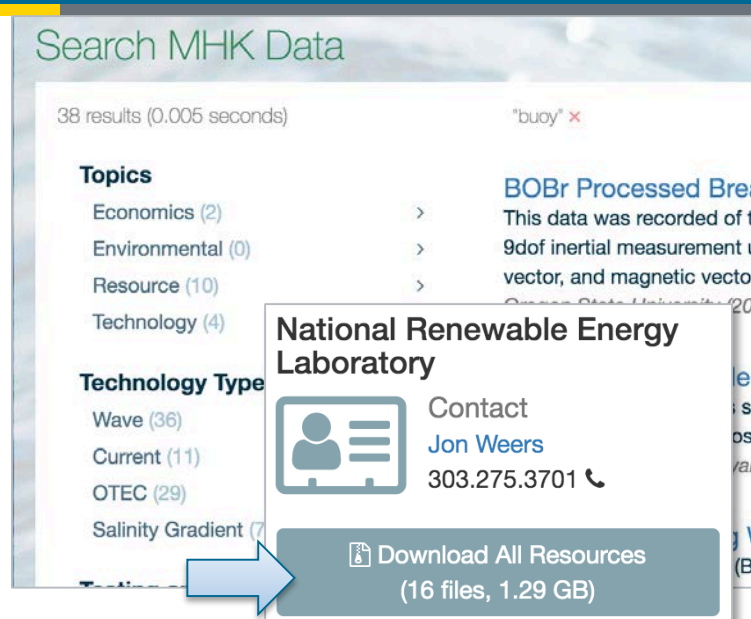 Search MHK Data
38 results (0.005 seconds)
"buoy" ×
Topics
Economics (2)
Environmental (0)
Resource (10)
Technology (4)
Technology Type
Wave (36)
Current (11)
OTEC (29)
Salinity Gradient
BOBr Processed
This data was recorded of
9dof inertial measurement
vector, and magnetic
National Renewable Energy
Laboratory
Contact
Jon Weers
303.275.3701
Download All Resources
(16 files, 1.29 GB)